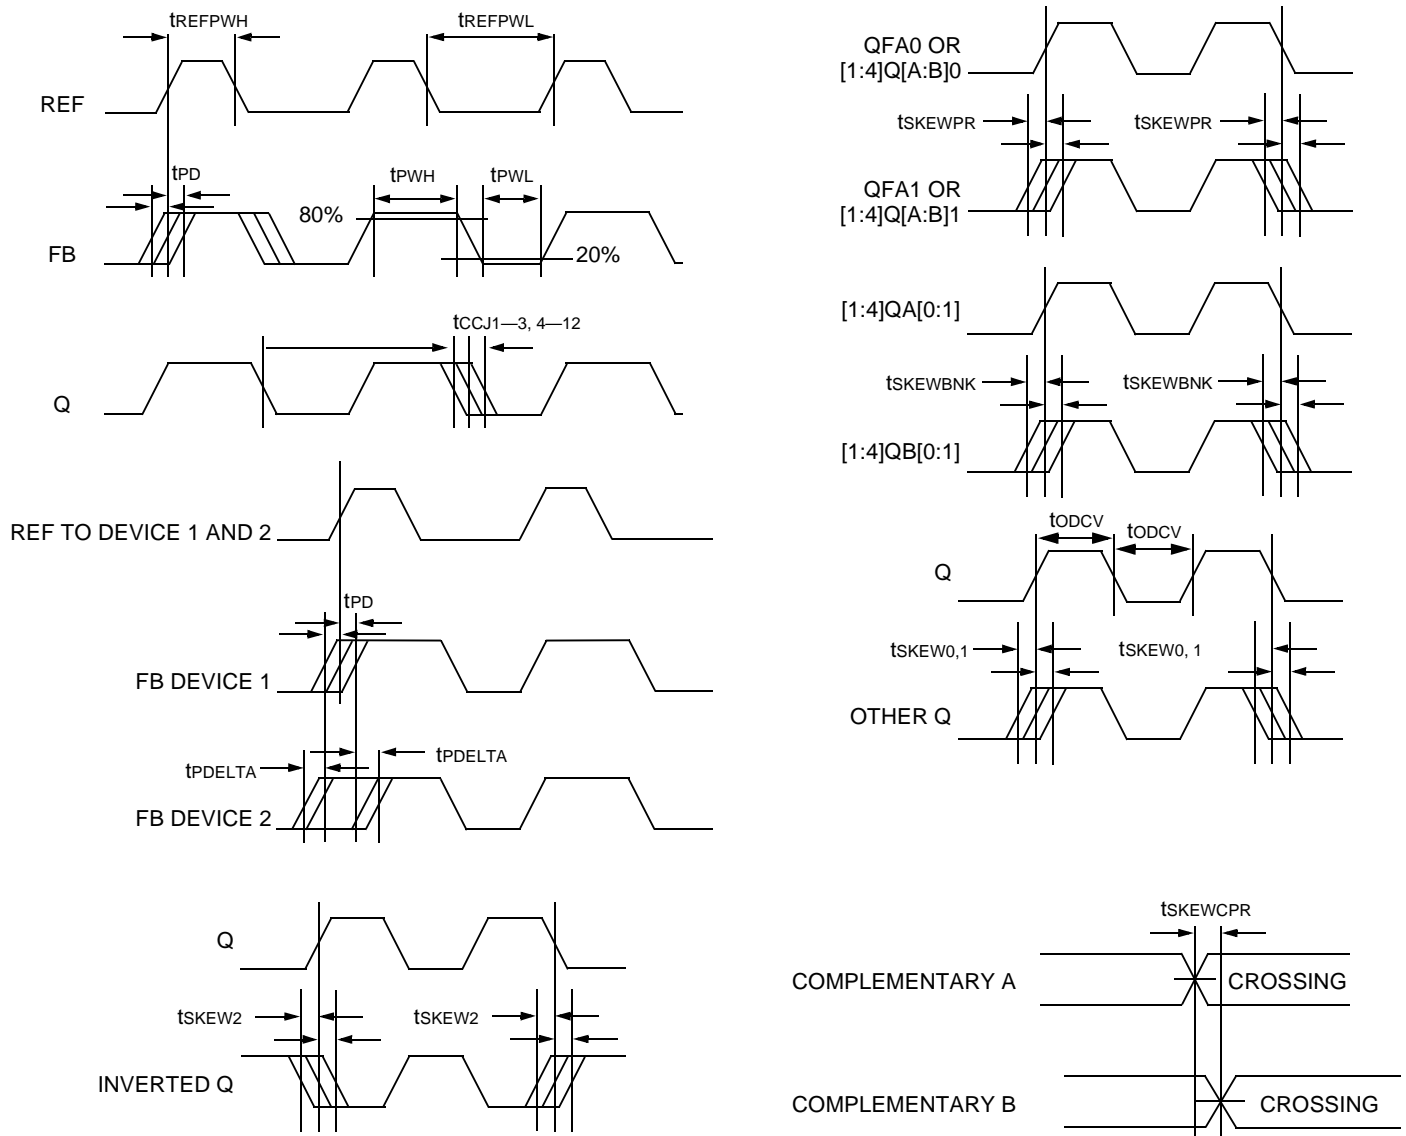 tREFPWH
tREFPWL
REF
tPD
tPWH
tPWL
80%
FB
20%
tCCJ1—3, 4—12
Q
REF TO DEVICE 1 AND 2
tPD
FB DEVICE 1
tPDELTA
tPDELTA
FB DEVICE 2
Q
tSKEW2
tSKEW2
INVERTED Q
QFA0 OR
[1:4]Q[A:B]0
tSKEWPR
tSKEWPR
QFA1 OR
[1:4]Q[A:B]1
[1:4]QA[0:1]
tSKEWBNK
tSKEWBNK
[1:4]QB[0:1]
tODCV
tODCV
Q
tSKEW0,1
tSKEW0, 1
OTHER Q
tSKEWCPR
COMPLEMENTARY A
CROSSING
COMPLEMENTARY B
CROSSING